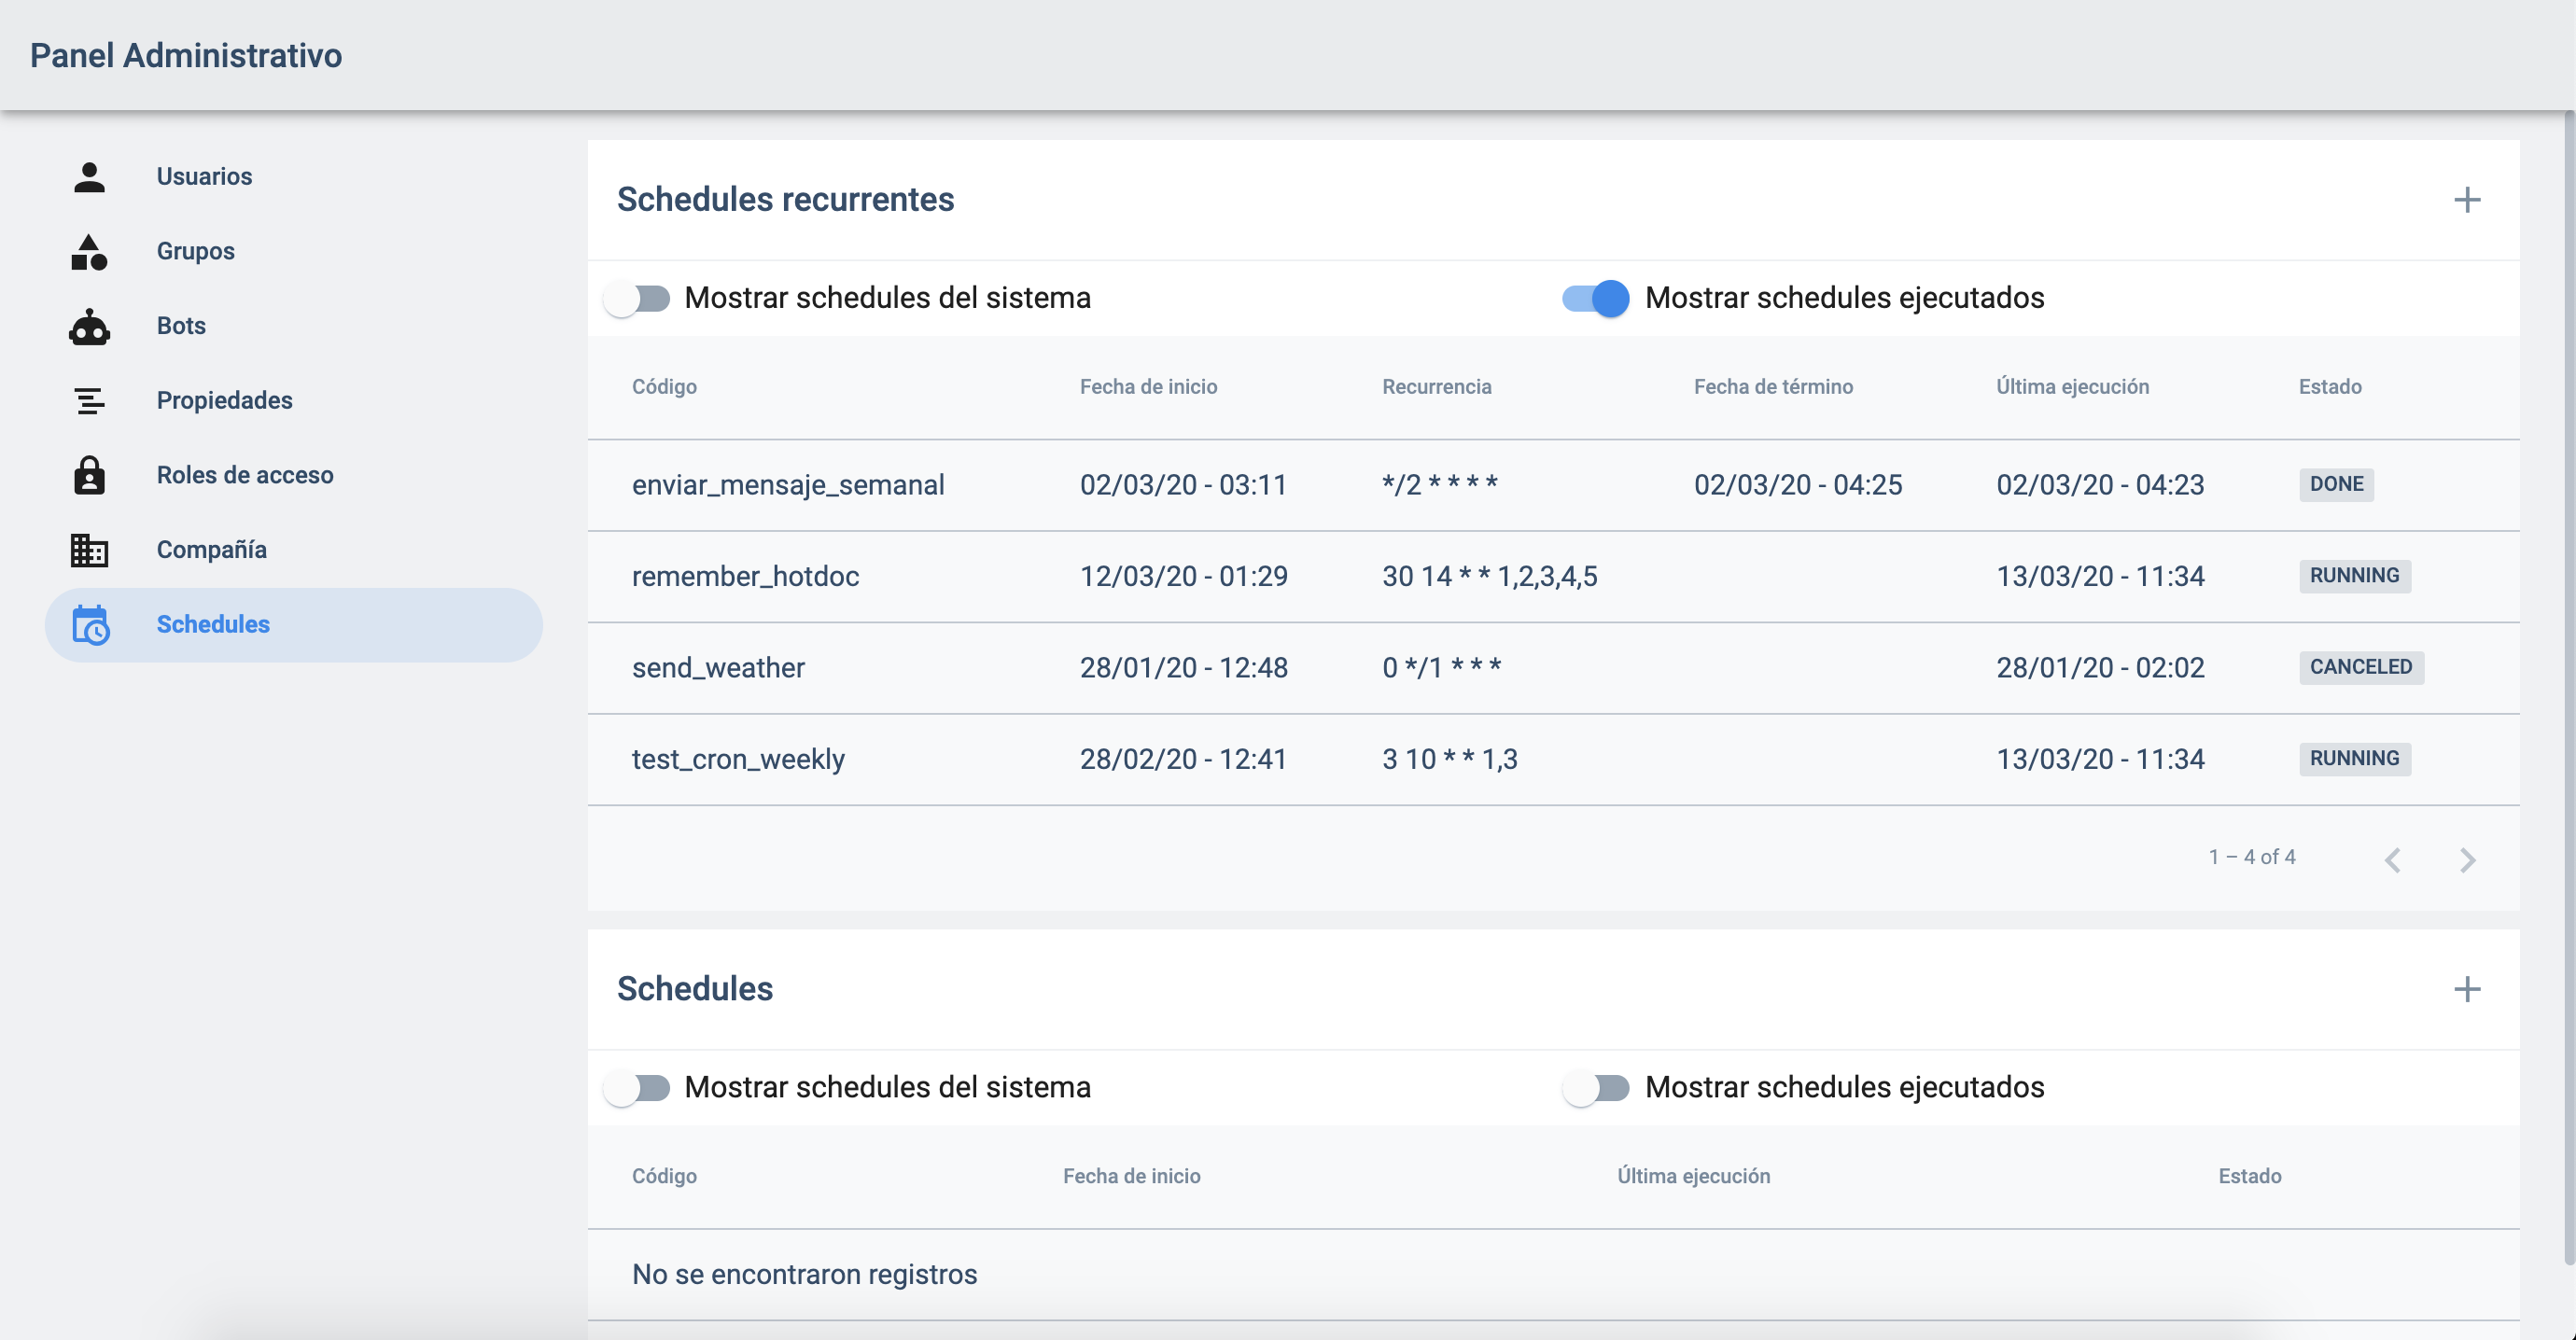 Panel Administrativo
Usuarios
Grupos
Bots
Propiedades
Roles de acceso
Compañía
Schedules
Schedules recurrentes
Mostrar schedules del sistema Mostrar schedules ejecutados
Código Fecha de inicio Recurrencia Fecha de término Última ejecución Estado
enviar_mensaje_semanal 02/03/20 - 03:11 */2 * * * * 02/03/20 - 04:25 02/03/20 - 04:23 DONE
remember_hotdoc 12/03/20 - 01:29 30 14 * * 1,2,3,4,5 13/03/20 - 11:34 RUNNING
send_weather 28/01/20 - 12:48 0 */1 * * * 28/01/20 - 02:02 CANCELED
test_cron_weekly 28/02/20 - 12:41 3 10 * * 1,3 13/03/20 - 11:34 RUNNING
1 – 4 of 4
Schedules
Mostrar schedules del sistema Mostrar schedules ejecutados
Código Fecha de inicio Última ejecución Estado
No se encontraron registros